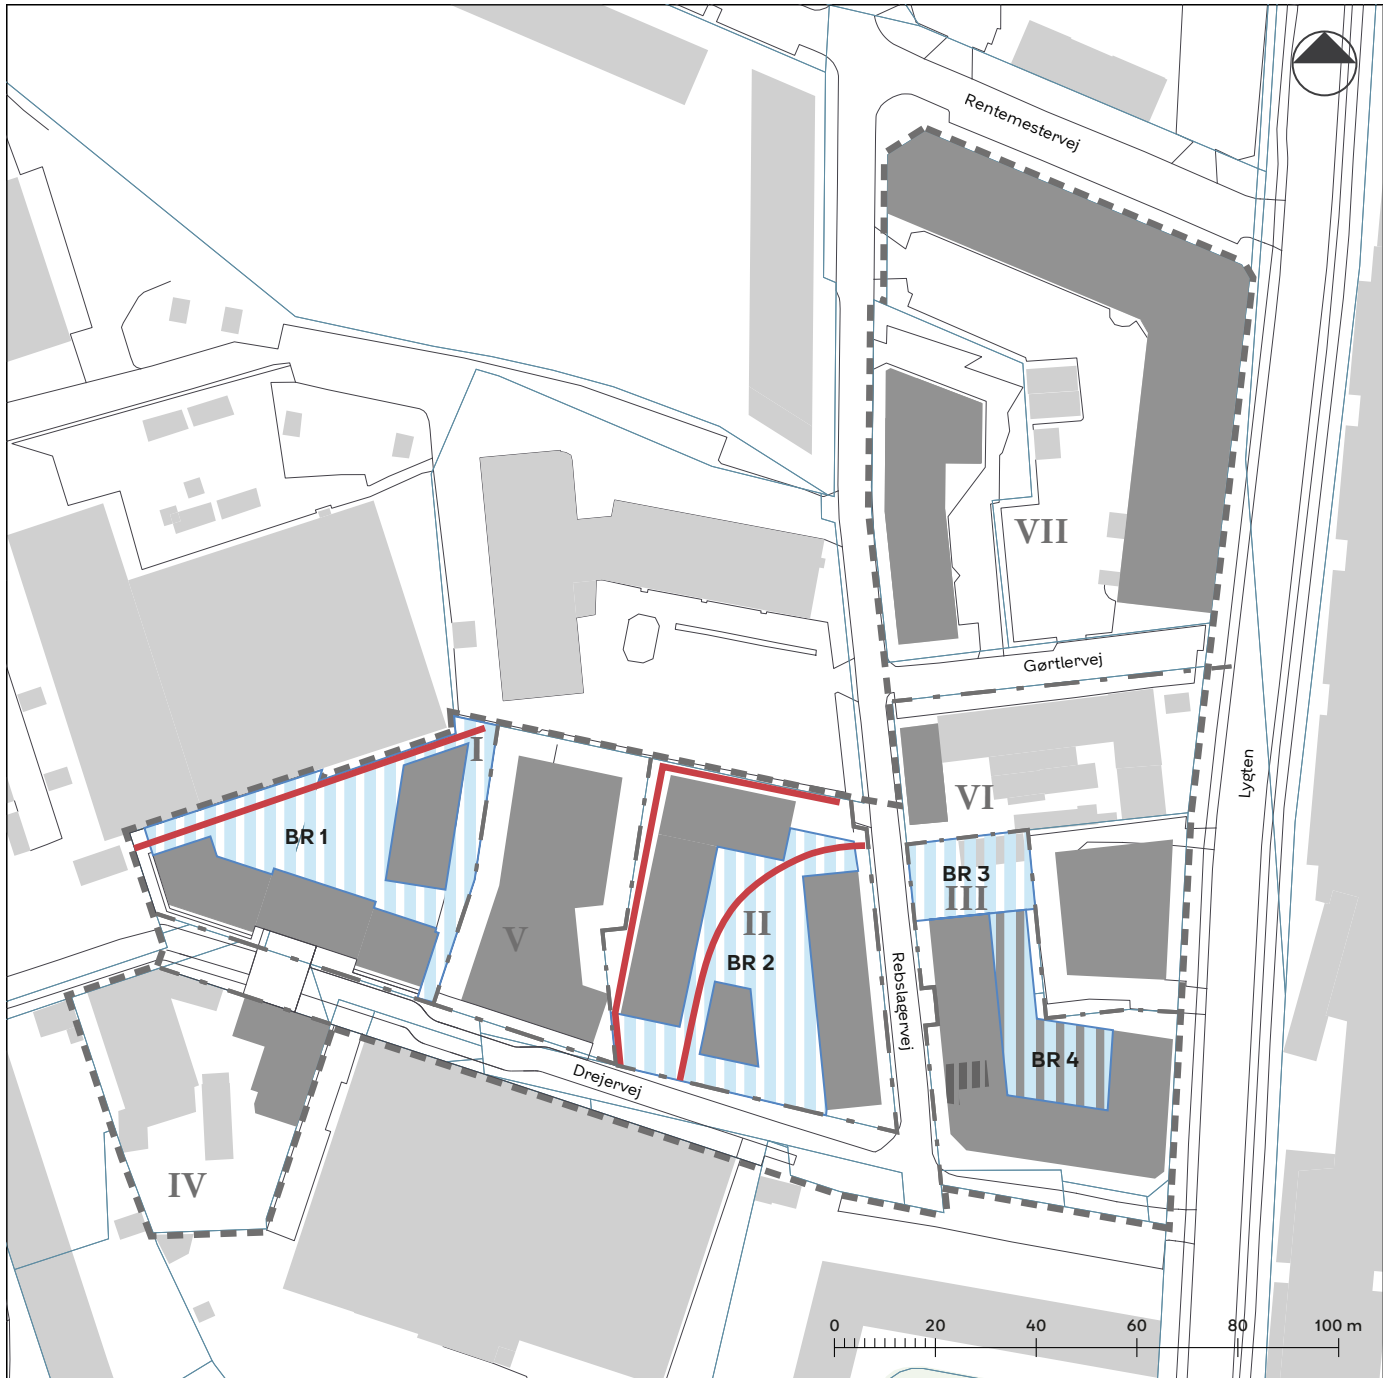 Rentemestervej
VII
Gørtlervej
I
Lygten
VI
BR 1
BR 3
III
II
V
BR 2
Rebslagervej
BR 4
Drejervej
IV
0 20 40 60 80 100 m